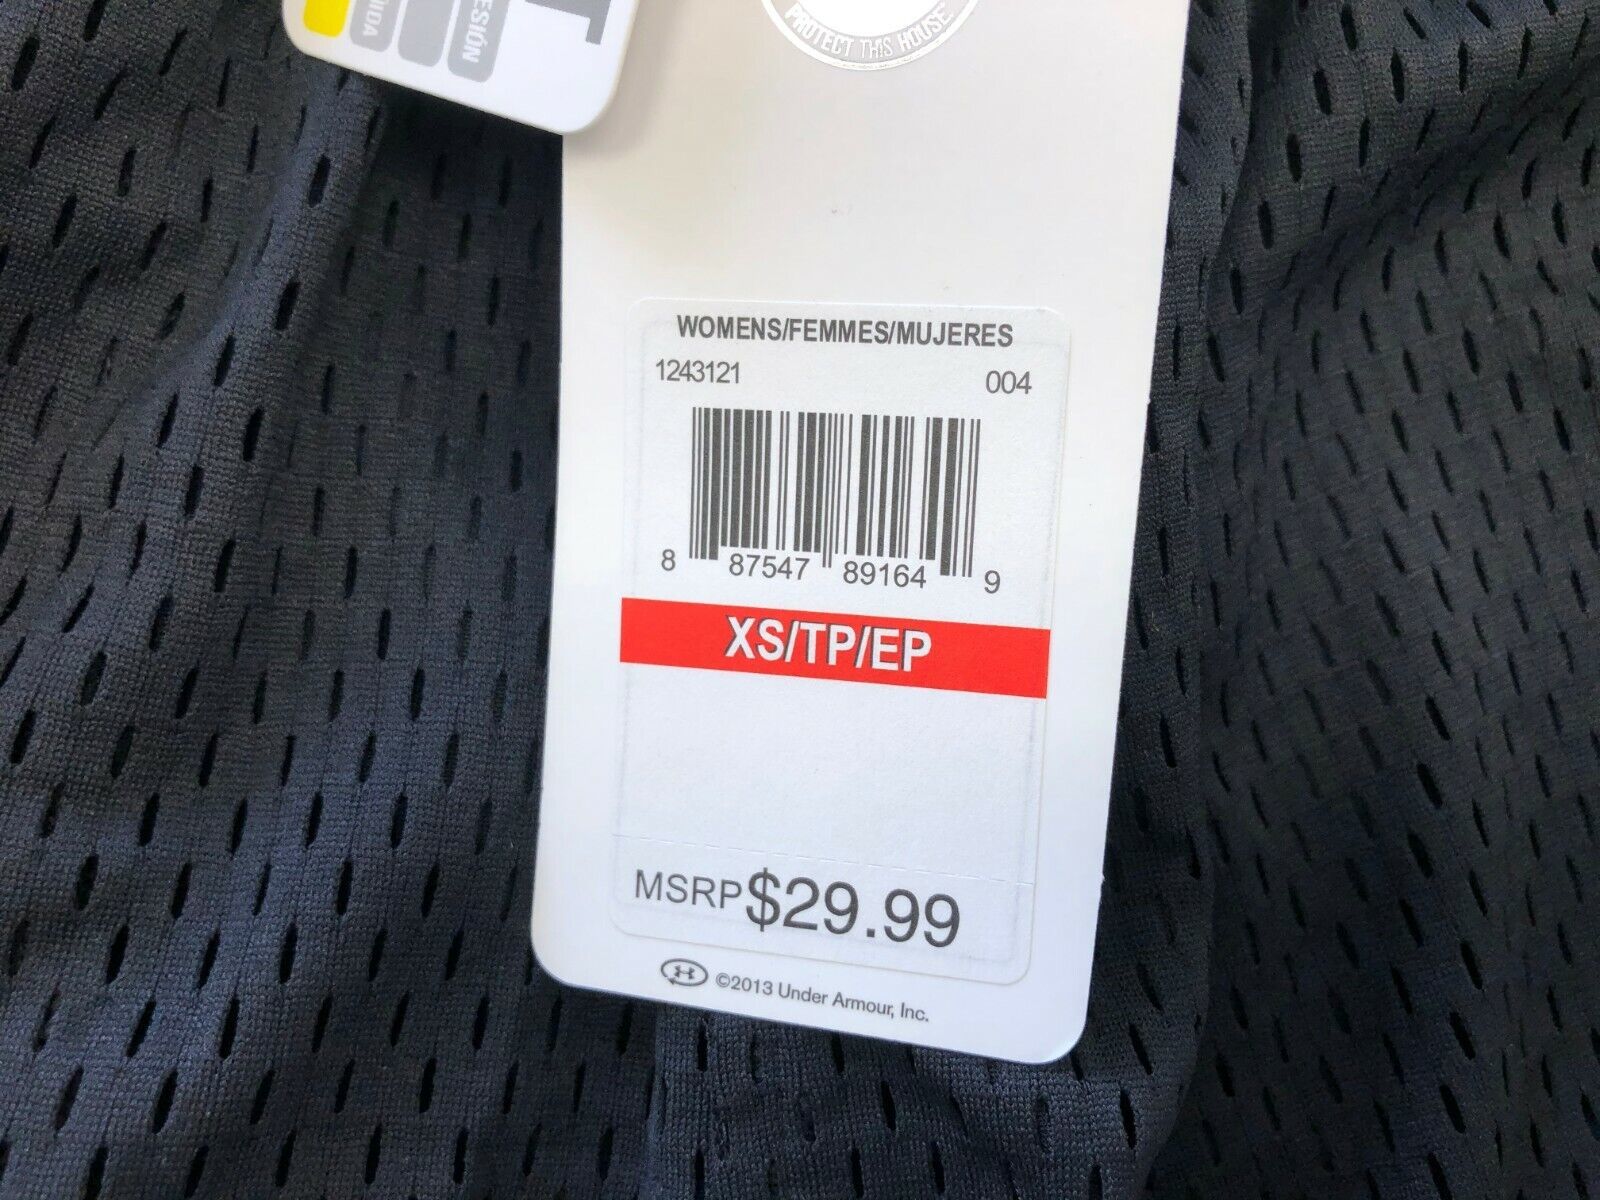 ESIÓN
PROTECT THIS HOUSE.
WOMENS/FEMMES/MUJERES
1243121 004
8 87547 89164 9
XS/TP/EP
MSRP $29.99
©2013 Under Armour, Inc.